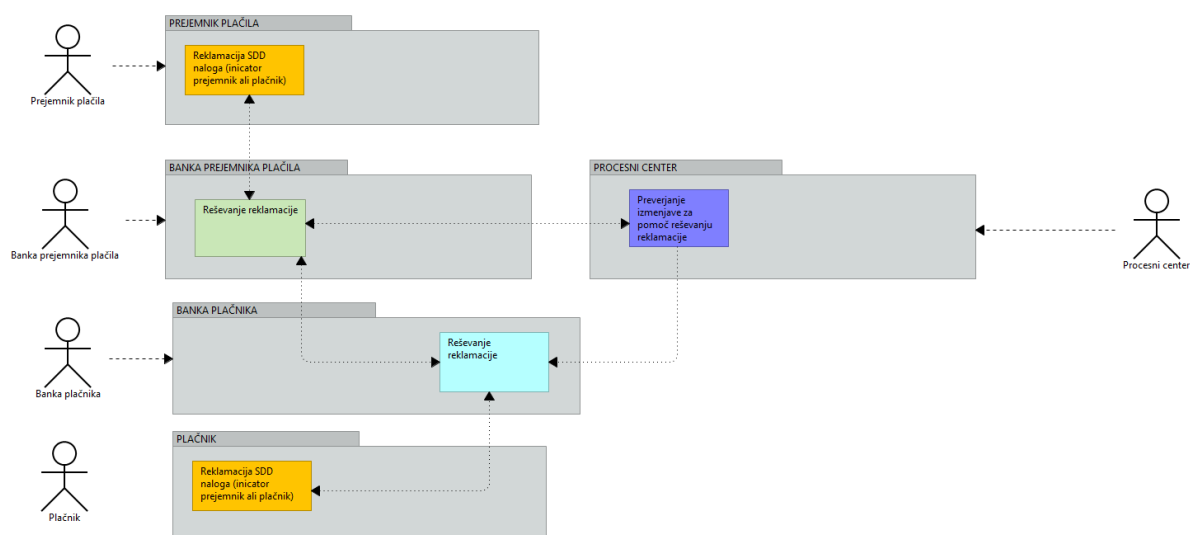 PREJEMNIK PLAČILA
Reklamacija SDD
naloga (inicator
prejemnik ali plačnik)
Prejemnik plačila
BANKA PREJEMNIKA PLAČILA
Reševanje reklamacije
Banka prejemnika plačila
PROCESNI CENTER
Preverjanje
izmenjave za
pomoč reševanju
reklamacije
Procesni center
BANKA PLAČNIKA
Reševanje
reklamacije
Banka plačnika
PLAČNIK
Reklamacija SDD
naloga (inicator
prejemnik ali plačnik)
Plačnik